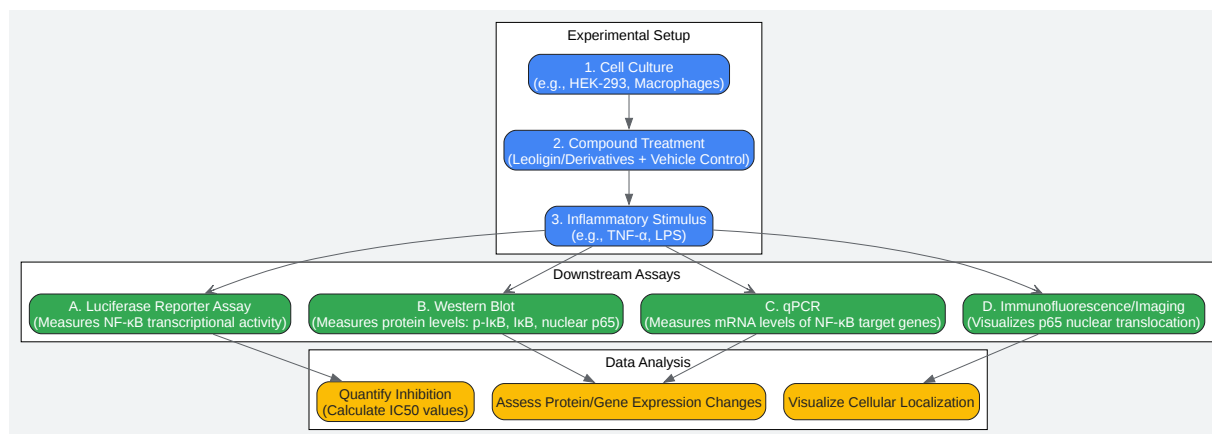 Experimental Setup
1. Cell Culture
(e.g., HEK-293, Macrophages)
2. Compound Treatment
(Leoligin/Derivatives + Vehicle Control)
3. Inflammatory Stimulus
(e.g., TNF-α, LPS)
Downstream Assays
A. Luciferase Reporter Assay
(Measures NF-κB transcriptional activity)
B. Western Blot
(Measures protein levels: p-IκB, IκB, nuclear p65)
C. qPCR
(Measures mRNA levels of NF-κB target genes)
D. Immunofluorescence/Imaging
(Visualizes p65 nuclear translocation)
Data Analysis
Quantify Inhibition
(Calculate IC50 values)
Assess Protein/Gene Expression Changes
Visualize Cellular Localization